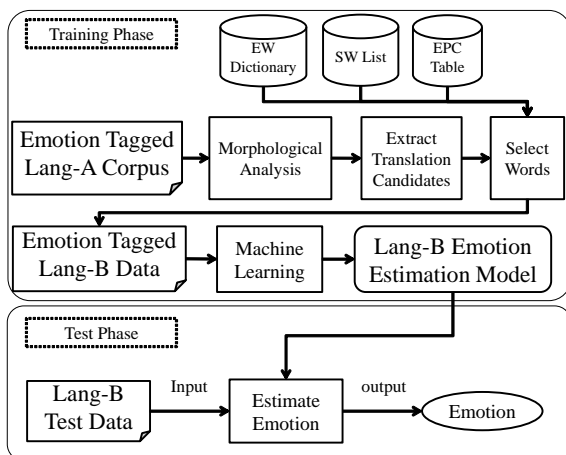 Training Phase
EW
Dictionary
SW List
EPC
Table
Emotion Tagged
Lang-A Corpus
Morphological
Analysis
Extract
Translation
Candidates
Select
Words
Emotion Tagged
Lang-B Data
Machine
Learning
Lang-B Emotion
Estimation Model
Test Phase
Lang-B
Test Data
Input
Estimate
Emotion
output
Emotion